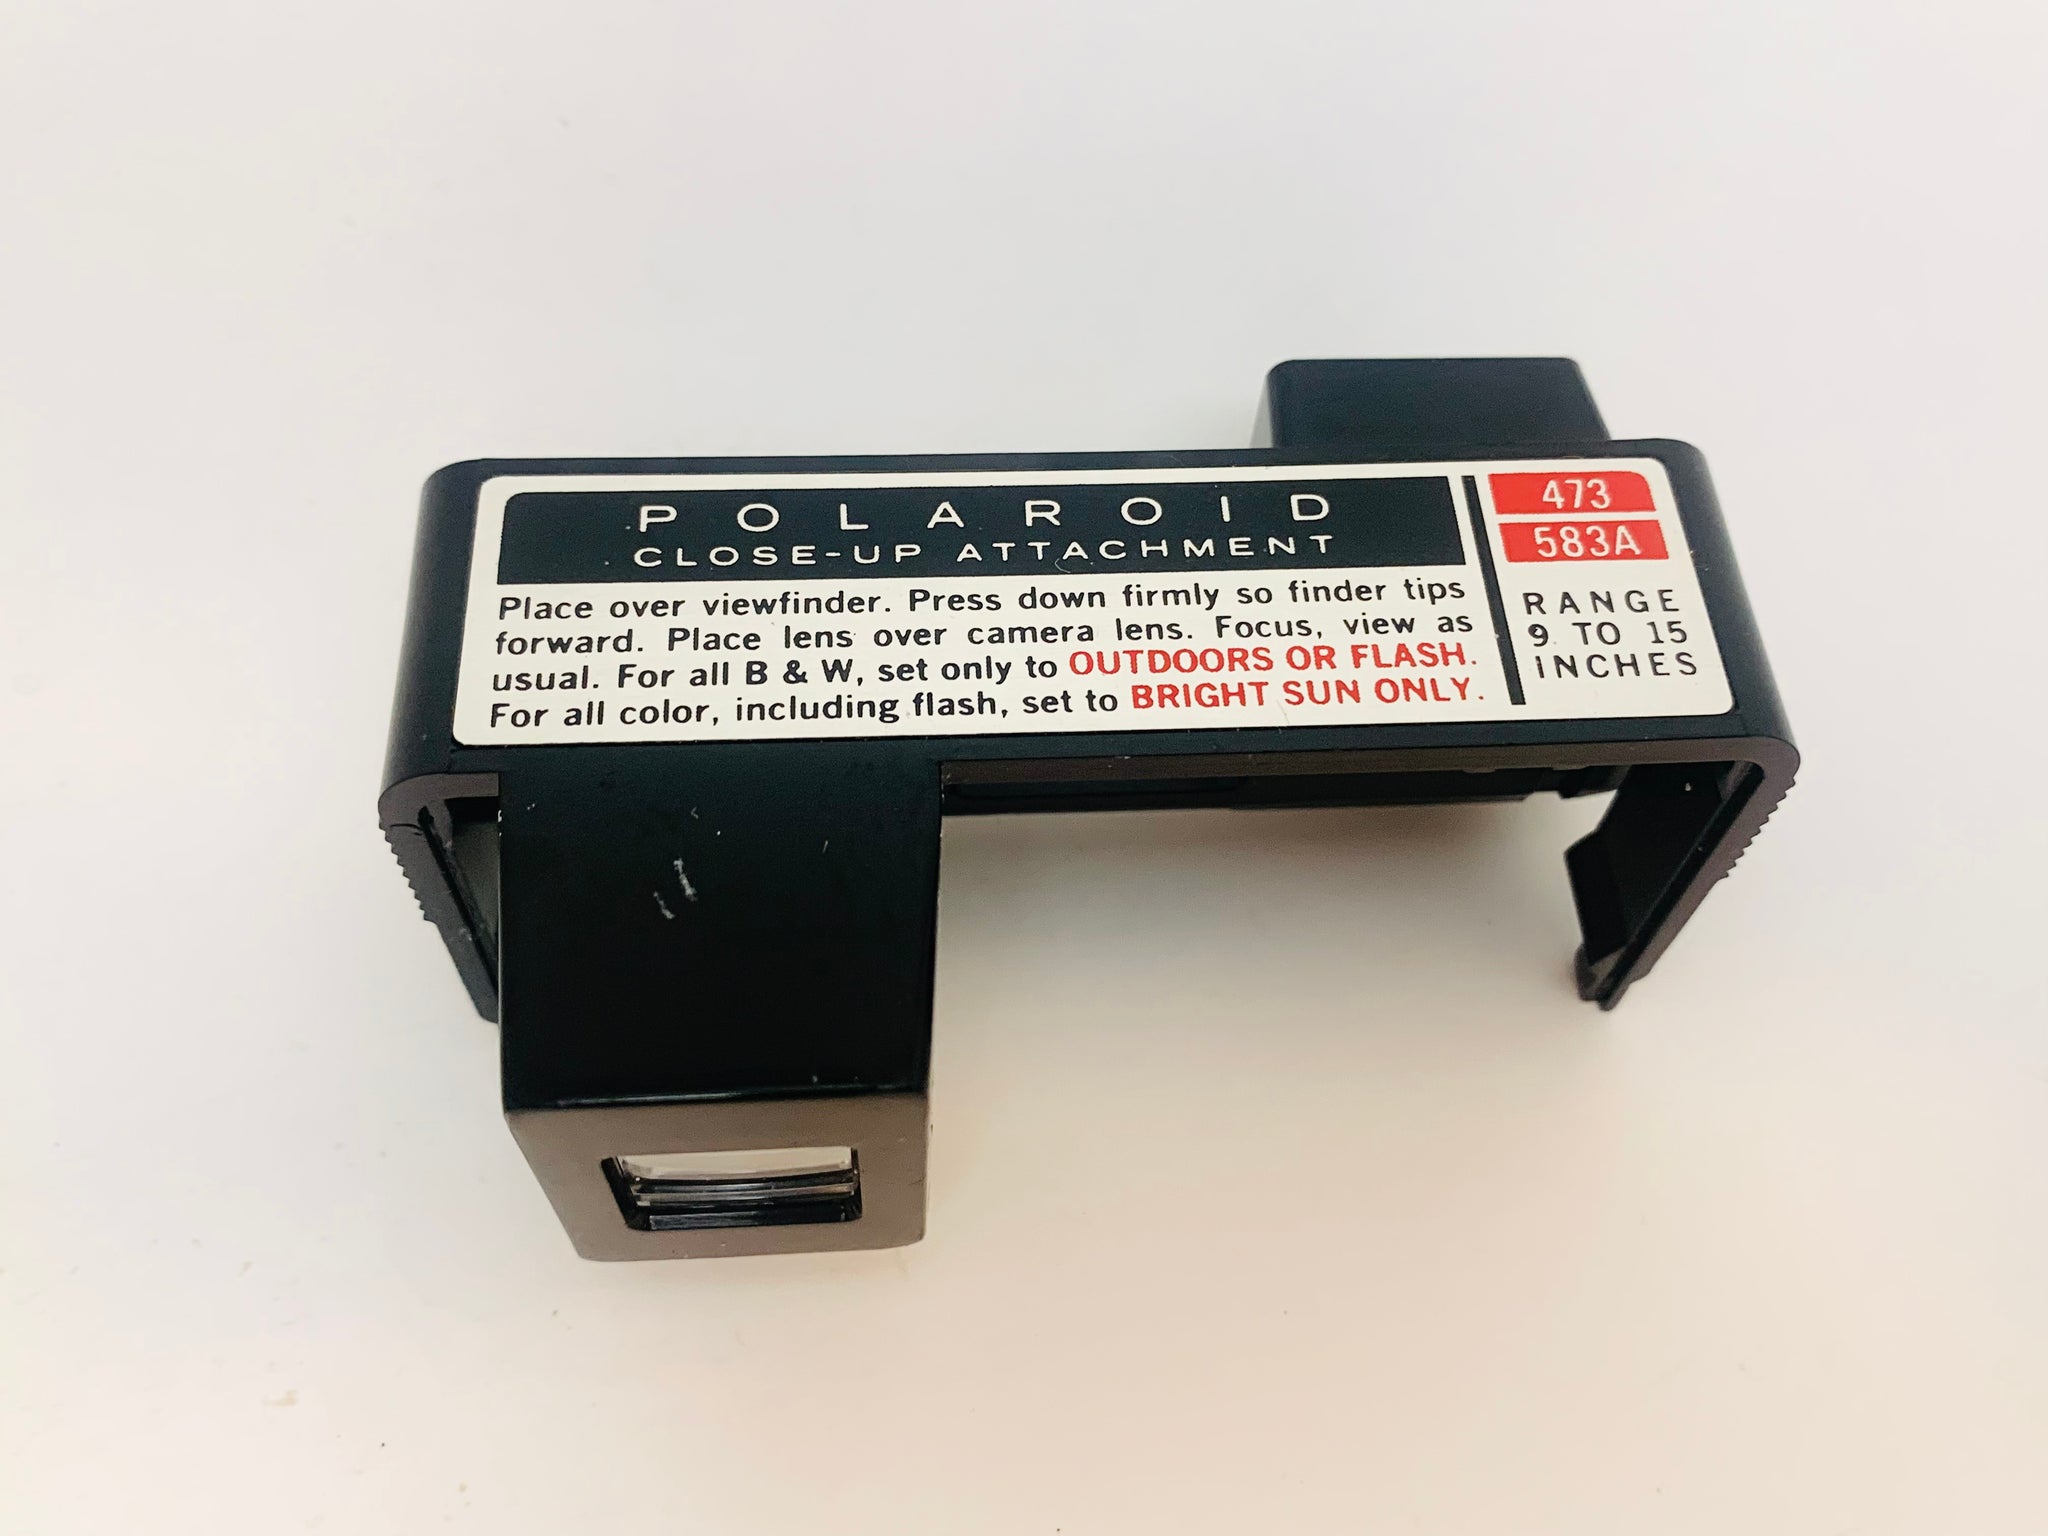 POLAROID
CLOSE-UP ATTACHMENT
Place over viewfinder. Press down firmly so finder tips
forward. Place lens over camera lens. Focus, view as
usual. For all B & W, set only to OUTDOORS OR FLASH.
For all color, including flash, set to BRIGHT SUN ONLY.
473
583A
RANGE
9 TO 15
INCHES